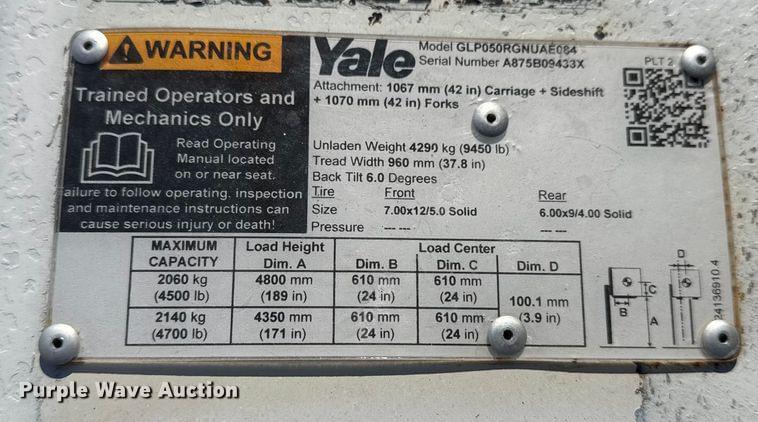 WARNING
Trained Operators and
Mechanics Only
Read Operating
Manual located
on or near seat.
ailure to follow operating, inspection
and maintenance instructions can
cause serious injury or death!
Yale
Model GLP050RGNUAE084
Serial Number A875B09433X
PLT 2
Attachment: 1067 mm (42 in) Carriage + Sideshift
+ 1070 mm (42 in) Forks
Unladen Weight 4290 kg (9450 lb)
Tread Width 960 mm (37.8 in)
Back Tilt 6.0 Degrees
Tire Front Rear
Size 7.00x12/5.0 Solid 6.00x9/4.00 Solid
Pressure --- --- --- ---
MAXIMUM CAPACITY Load Height Load Center
Dim. A Dim. B Dim. C Dim. D
2060 kg 4800 mm 610 mm 610 mm
(4500 lb) (189 in) (24 in) (24 in)
100.1 mm
(3.9 in)
2140 kg 4350 mm 610 mm 610 mm
(4700 lb) (171 in) (24 in) (24 in)
D
C
B
A
24136910.4
Purple Wave Auction